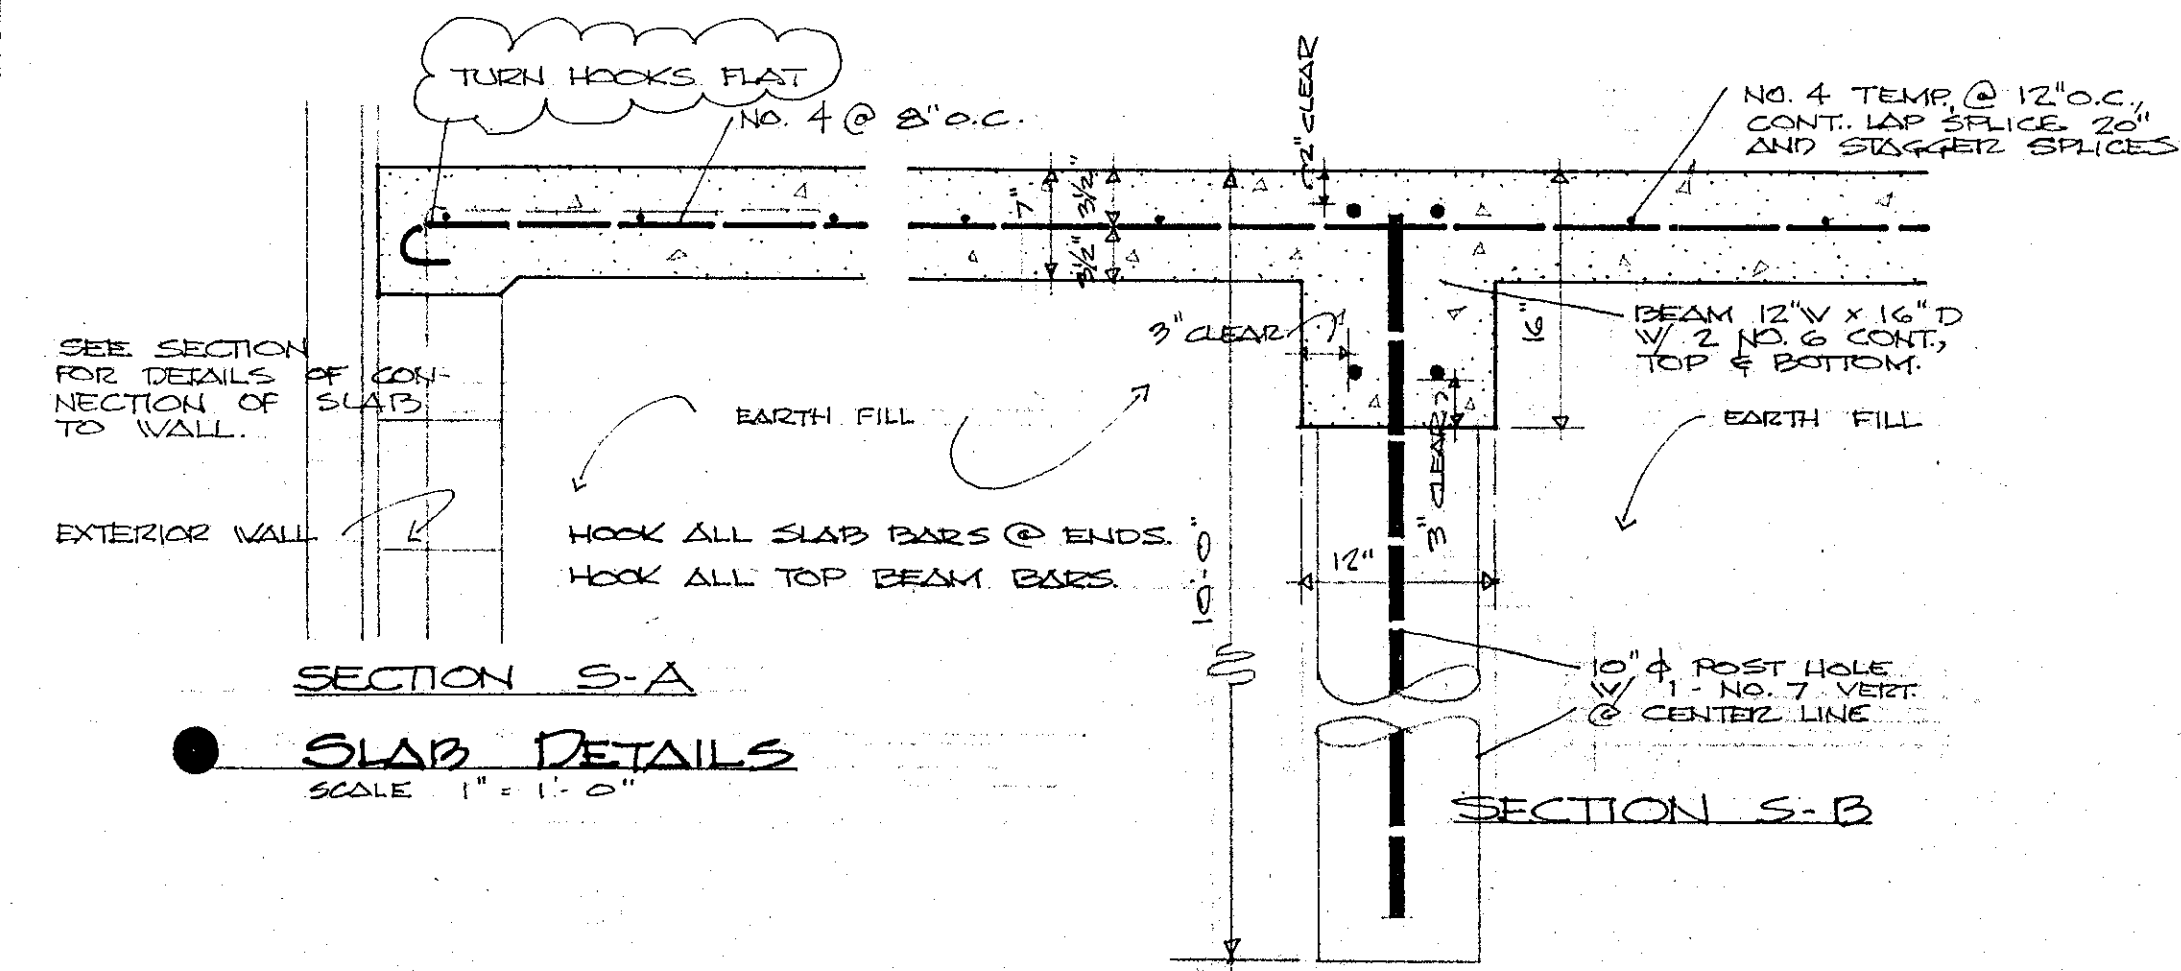 TURN HOOKS FLAT
NO. 4 @ 8" O.C.
2" CLEAR
NO. 4 TEMP. @ 12" O.C.,
CONT. LAP SPLICE 20"
AND STAGGER SPLICES
7"
3 1/2"
3 1/2"
3" CLEAR
16"
BEAM 12" W x 16" D
W/ 2 NO. 6 CONT.,
TOP & BOTTOM.
SEE SECTION
FOR DETAILS OF CON-
NECTION OF SLAB
TO WALL.
EARTH FILL
EARTH FILL
3" CLEAR
EXTERIOR WALL
HOOK ALL SLAB BARS @ ENDS.
HOOK ALL TOP BEAM BARS.
10'-0"
12"
10" ϕ POST HOLE
W/ 1 - NO. 7 VERT.
@ CENTER LINE
SECTION S-A
SLAB DETAILS
SCALE 1" = 1'-0"
SECTION S-B